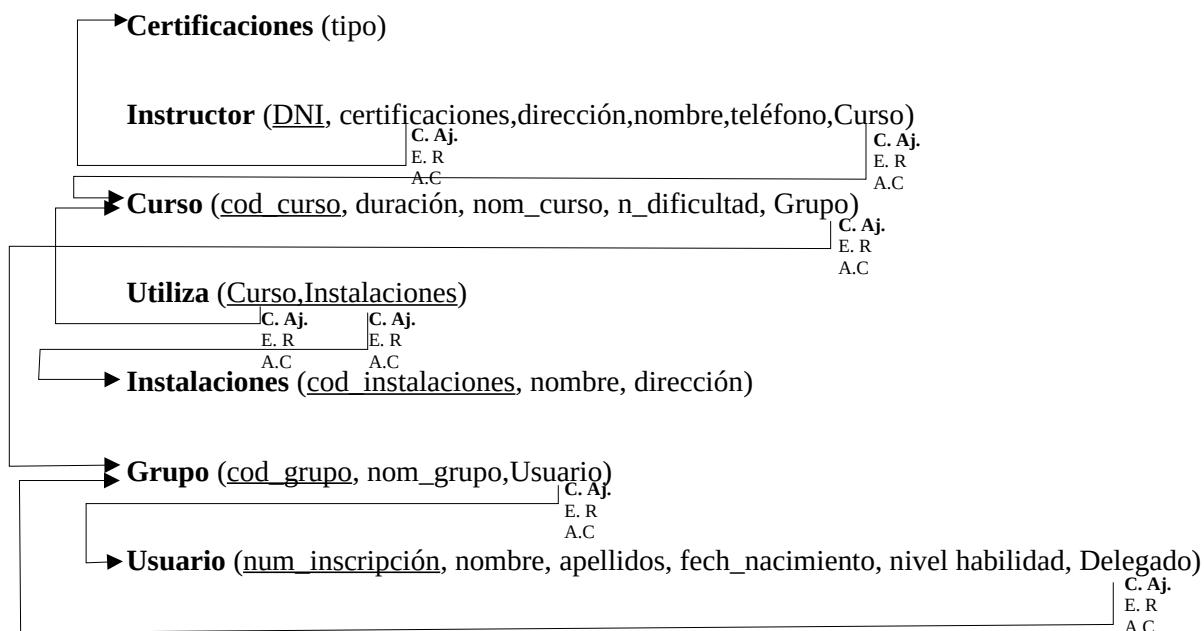 Certificaciones (tipo)
Instructor (DNI, certificaciones,dirección,nombre,teléfono,Curso)
C. Aj.
E. R
A.C
C. Aj.
E. R
A.C
Curso (cod_curso, duración, nom_curso, n_dificultad, Grupo)
C. Aj.
E. R
A.C
Utiliza (Curso,Instalaciones)
C. Aj.
E. R
A.C
C. Aj.
E. R
A.C
Instalaciones (cod_instalaciones, nombre, dirección)
Grupo (cod_grupo, nom_grupo,Usuario)
C. Aj.
E. R
A.C
Usuario (num_inscripción, nombre, apellidos, fech_nacimiento, nivel habilidad, Delegado)
C. Aj.
E. R
A.C